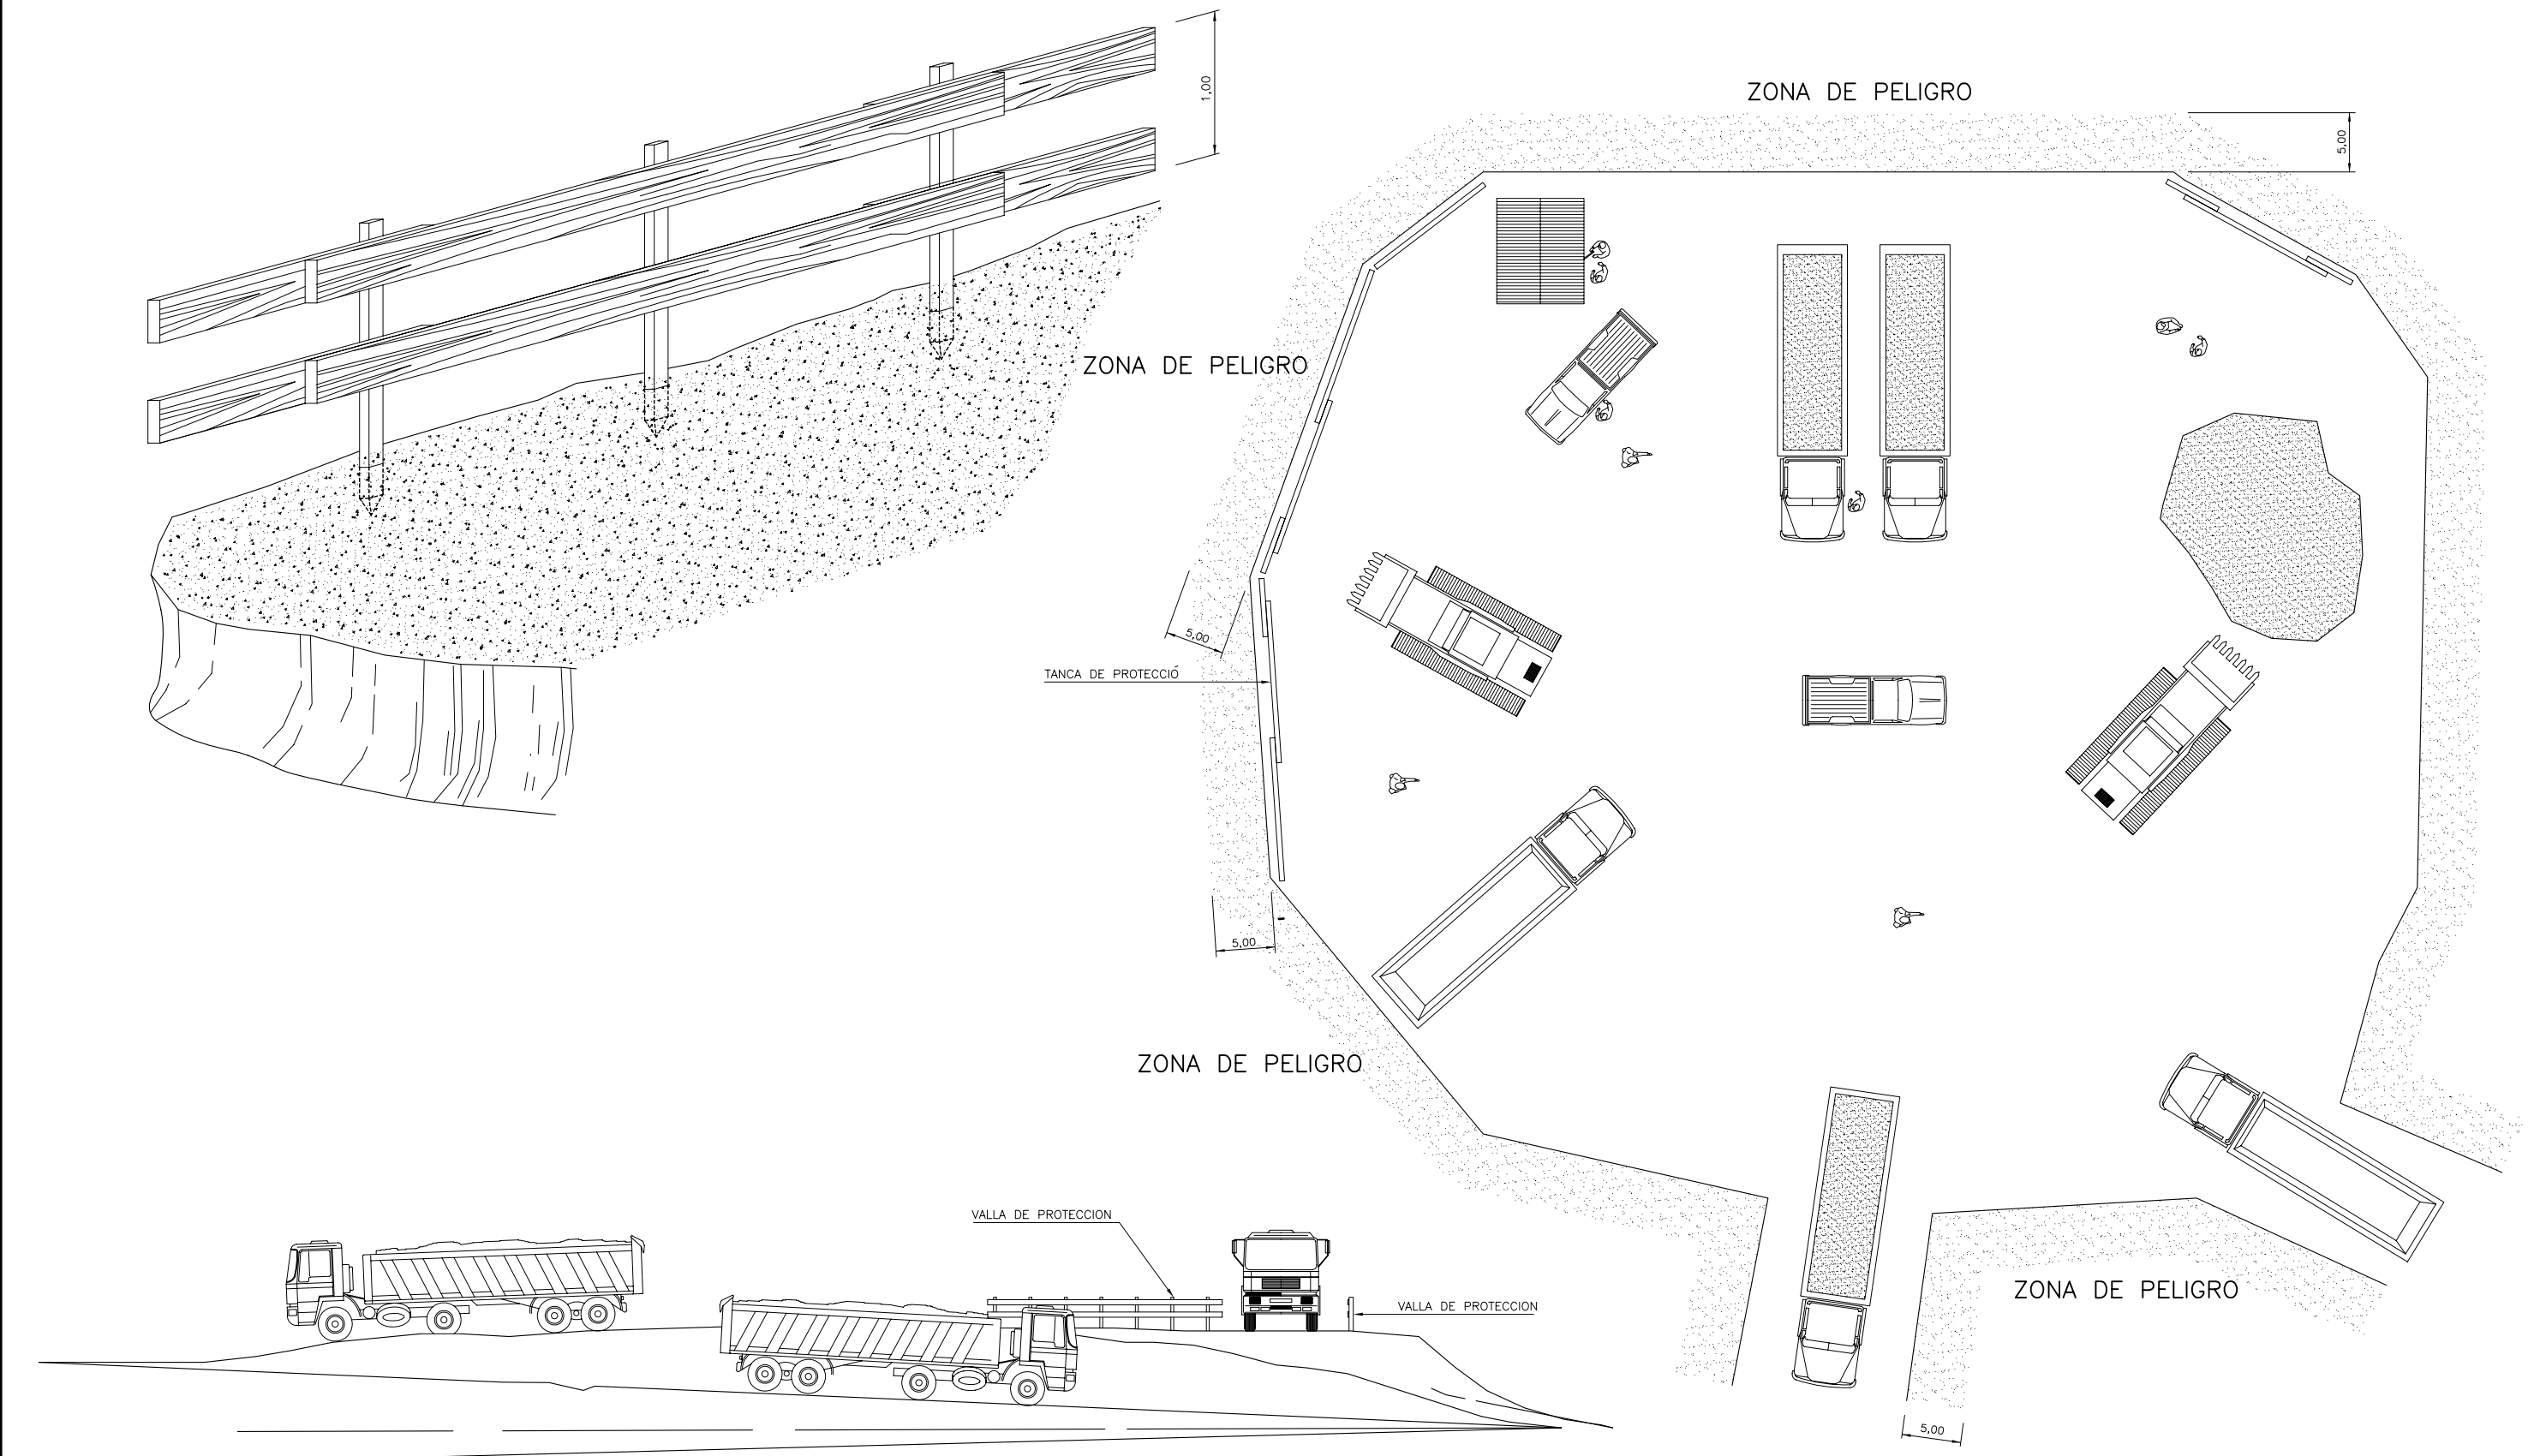 1,00
ZONA DE PELIGRO
5,00
ZONA DE PELIGRO
5,00
TANCA DE PROTECCIÓ
5,00
ZONA DE PELIGRO
VALLA DE PROTECCION
VALLA DE PROTECCION
ZONA DE PELIGRO
5,00